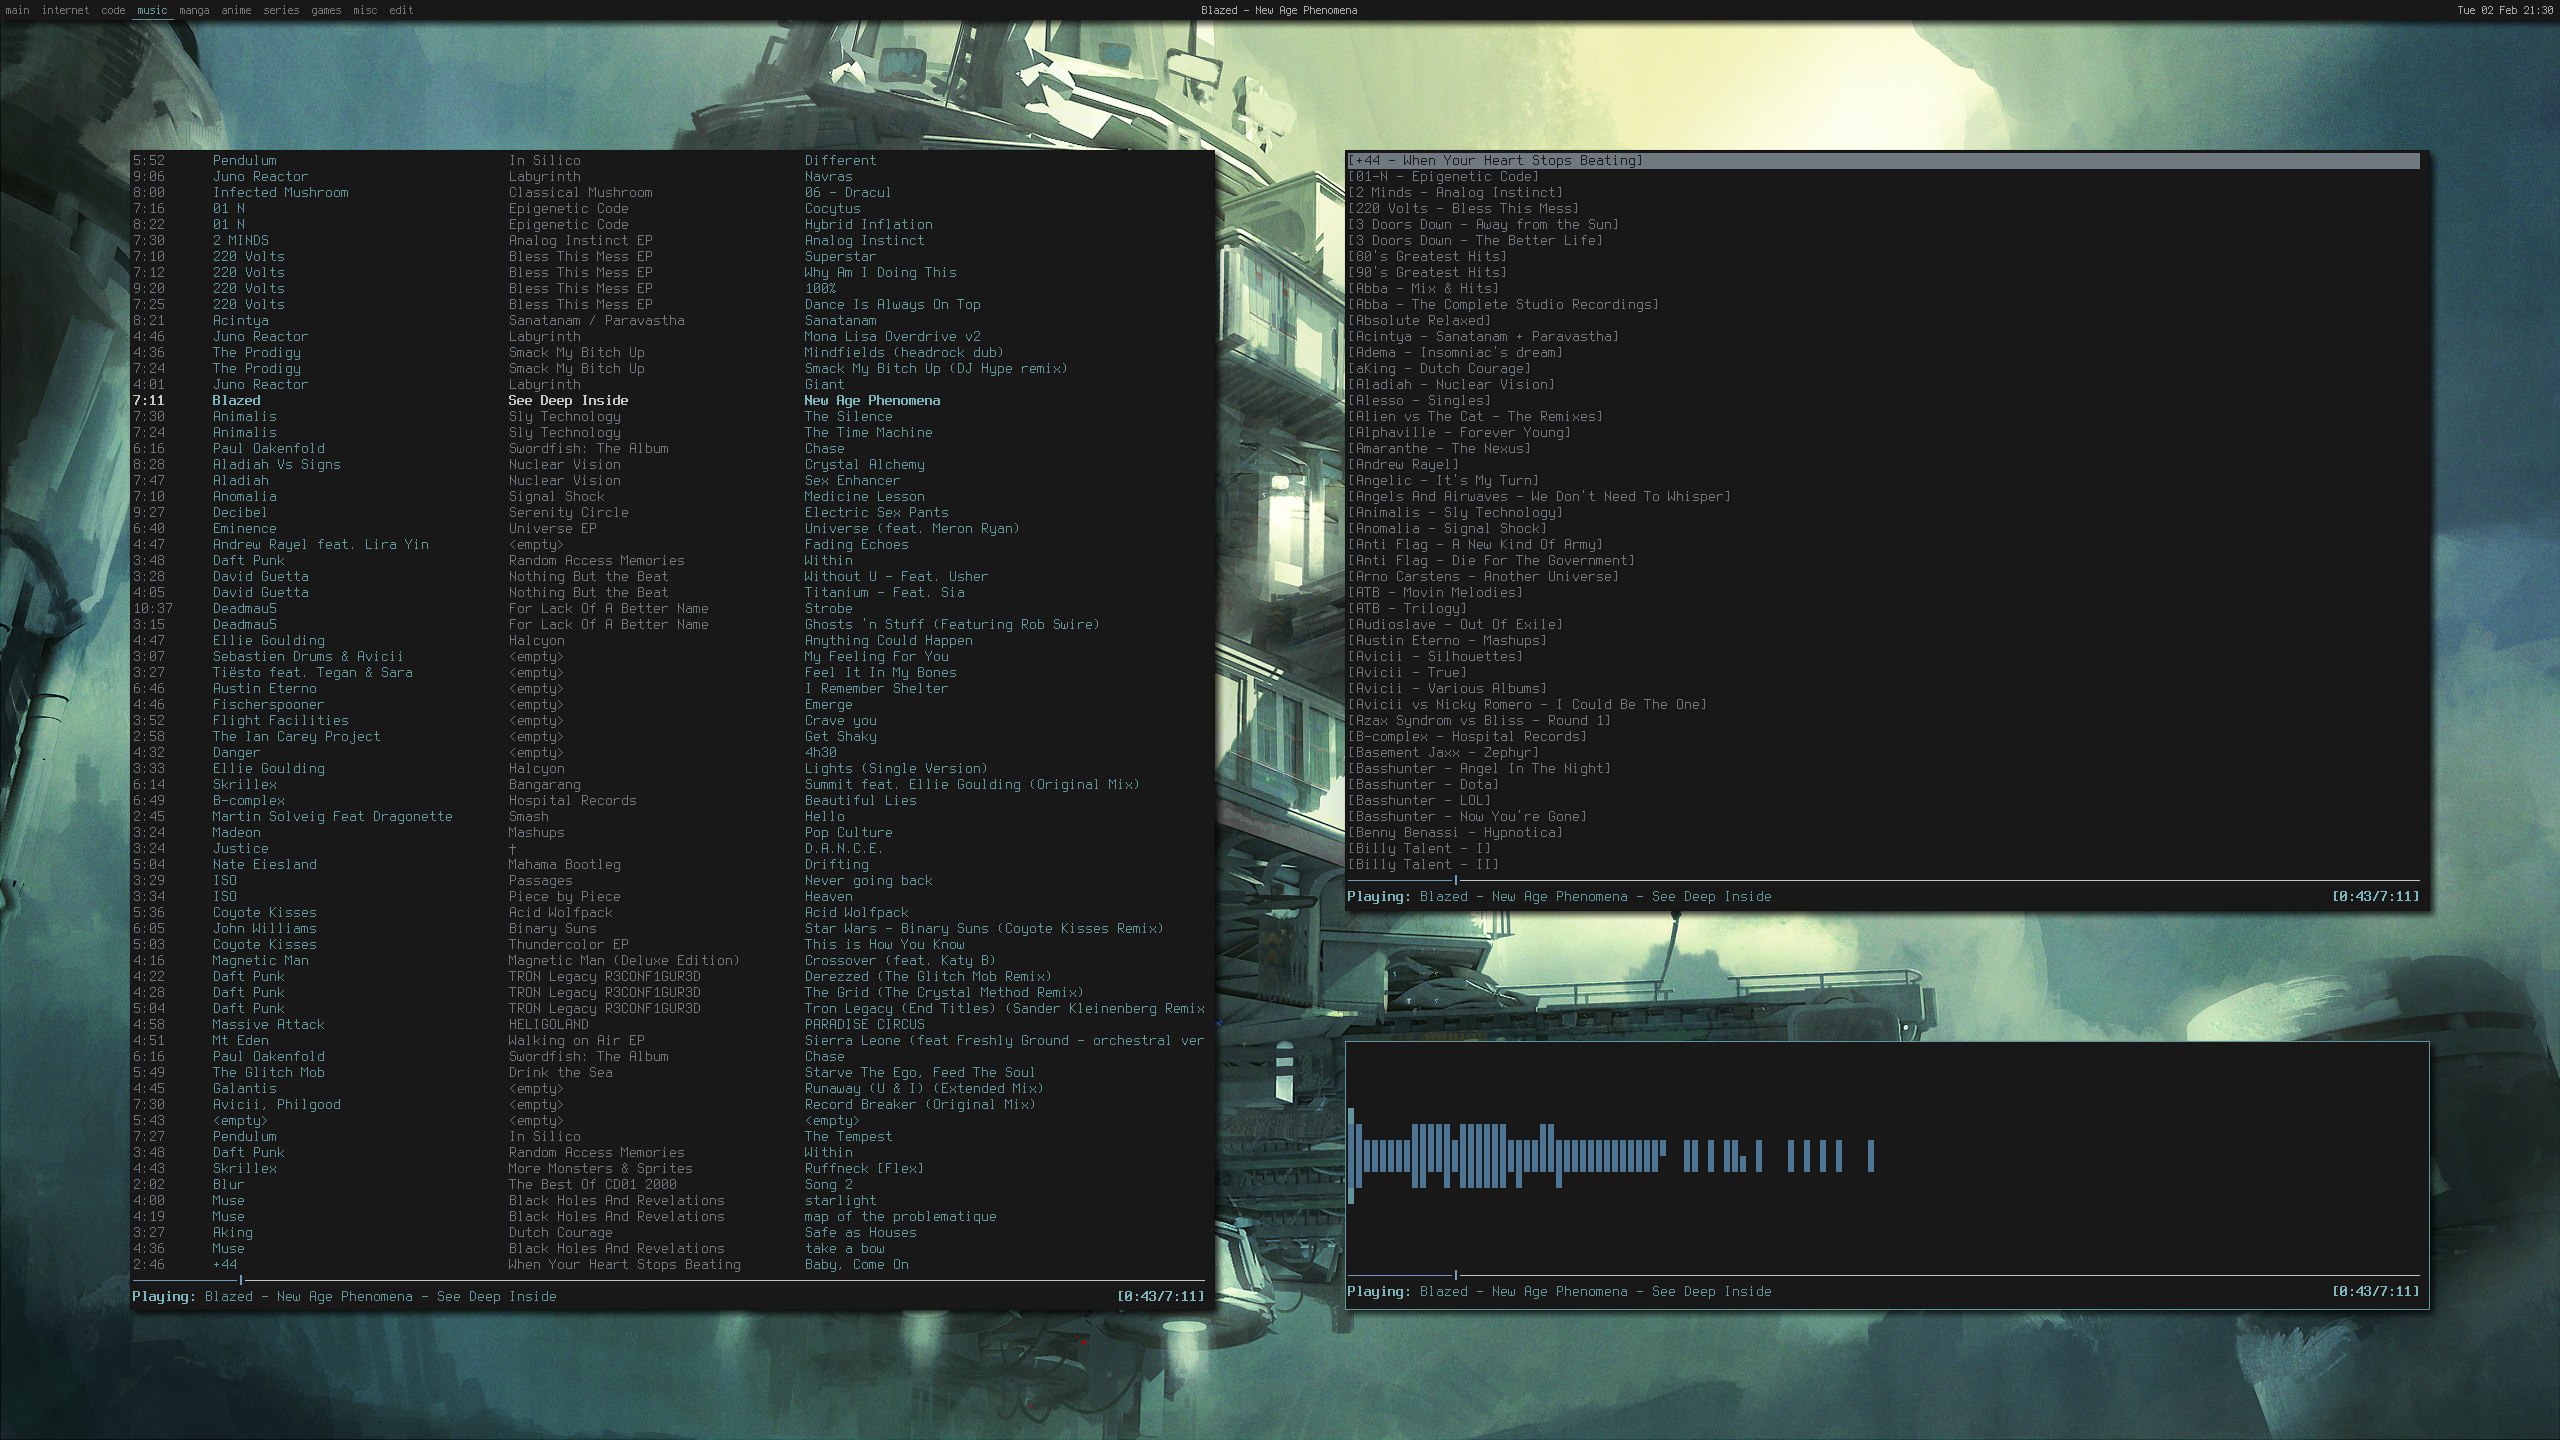 main internet code music manga anime series games misc edit
Blazed - New Age Phenomena
Tue 02 Feb 21:30
5:52 Pendulum In Silico Different
9:06 Juno Reactor Labyrinth Navras
8:00 Infected Mushroom Classical Mushroom 06 - Dracul
7:16 01 N Epigenetic Code Cocytus
8:22 01 N Epigenetic Code Hybrid Inflation
7:30 2 MINDS Analog Instinct EP Analog Instinct
7:10 220 Volts Bless This Mess EP Superstar
7:12 220 Volts Bless This Mess EP Why Am I Doing This
9:20 220 Volts Bless This Mess EP 100%
7:25 220 Volts Bless This Mess EP Dance Is Always On Top
8:21 Acintya Sanatanam / Paravastha Sanatanam
4:46 Juno Reactor Labyrinth Mona Lisa Overdrive v2
4:36 The Prodigy Smack My Bitch Up Mindfields (headrock dub)
7:24 The Prodigy Smack My Bitch Up Smack My Bitch Up (DJ Hype remix)
4:01 Juno Reactor Labyrinth Giant
7:11 Blazed See Deep Inside New Age Phenomena
7:30 Animalis Sly Technology The Silence
7:24 Animalis Sly Technology The Time Machine
6:16 Paul Oakenfold Swordfish: The Album Chase
8:28 Aladiah Vs Signs Nuclear Vision Crystal Alchemy
7:47 Aladiah Nuclear Vision Sex Enhancer
7:10 Anomalia Signal Shock Medicine Lesson
9:27 Decibel Serenity Circle Electric Sex Pants
6:40 Eminence Universe EP Universe (feat. Meron Ryan)
4:47 Andrew Rayel feat. Lira Yin <empty> Fading Echoes
3:48 Daft Punk Random Access Memories Within
3:28 David Guetta Nothing But the Beat Without U - Feat. Usher
4:05 David Guetta Nothing But the Beat Titanium - Feat. Sia
10:37 Deadmau5 For Lack Of A Better Name Strobe
3:15 Deadmau5 For Lack Of A Better Name Ghosts 'n Stuff (Featuring Rob Swire)
4:47 Ellie Goulding Halcyon Anything Could Happen
3:07 Sebastien Drums & Avicii <empty> My Feeling For You
3:27 Tiësto feat. Tegan & Sara <empty> Feel It In My Bones
6:46 Austin Eterno <empty> I Remember Shelter
4:46 Fischerspooner <empty> Emerge
3:52 Flight Facilities <empty> Crave you
2:58 The Ian Carey Project <empty> Get Shaky
4:32 Danger <empty> 4h30
3:33 Ellie Goulding Halcyon Lights (Single Version)
6:14 Skrillex Bangarang Summit feat. Ellie Goulding (Original Mix)
6:49 B-complex Hospital Records Beautiful Lies
2:45 Martin Solveig Feat Dragonette Smash Hello
3:24 Madeon Mashups Pop Culture
3:24 Justice † D.A.N.C.E.
5:04 Nate Eiesland Mahama Bootleg Drifting
3:29 ISO Passages Never going back
3:34 ISO Piece by Piece Heaven
5:36 Coyote Kisses Acid Wolfpack Acid Wolfpack
6:05 John Williams Binary Suns Star Wars - Binary Suns (Coyote Kisses Remix)
5:03 Coyote Kisses Thundercolor EP This is How You Know
4:16 Magnetic Man Magnetic Man (Deluxe Edition) Crossover (feat. Katy B)
4:22 Daft Punk TRON Legacy R3CONF1GUR3D Derezzed (The Glitch Mob Remix)
4:28 Daft Punk TRON Legacy R3CONF1GUR3D The Grid (The Crystal Method Remix)
5:04 Daft Punk TRON Legacy R3CONF1GUR3D Tron Legacy (End Titles) (Sander Kleinenberg Remix
4:58 Massive Attack HELIGOLAND PARADISE CIRCUS
4:51 Mt Eden Walking on Air EP Sierra Leone (feat Freshly Ground - orchestral ver
6:16 Paul Oakenfold Swordfish: The Album Chase
5:49 The Glitch Mob Drink the Sea Starve The Ego, Feed The Soul
4:45 Galantis <empty> Runaway (U & I) (Extended Mix)
7:30 Avicii, Philgood <empty> Record Breaker (Original Mix)
5:43 <empty> <empty> <empty>
7:27 Pendulum In Silico The Tempest
3:48 Daft Punk Random Access Memories Within
4:43 Skrillex More Monsters & Sprites Ruffneck [Flex]
2:02 Blur The Best Of CD01 2000 Song 2
4:00 Muse Black Holes And Revelations starlight
4:19 Muse Black Holes And Revelations map of the problematique
3:27 Aking Dutch Courage Safe as Houses
4:36 Muse Black Holes And Revelations take a bow
2:46 +44 When Your Heart Stops Beating Baby, Come On
Playing: Blazed - New Age Phenomena - See Deep Inside [0:43/7:11]
[+44 - When Your Heart Stops Beating]
[01-N - Epigenetic Code]
[2 Minds - Analog Instinct]
[220 Volts - Bless This Mess]
[3 Doors Down - Away from the Sun]
[3 Doors Down - The Better Life]
[80's Greatest Hits]
[90's Greatest Hits]
[Abba - Mix & Hits]
[Abba - The Complete Studio Recordings]
[Absolute Relaxed]
[Acintya - Sanatanam + Paravastha]
[Adema - Insomniac's dream]
[aKing - Dutch Courage]
[Aladiah - Nuclear Vision]
[Alesso - Singles]
[Alien vs The Cat - The Remixes]
[Alphaville - Forever Young]
[Amaranthe - The Nexus]
[Andrew Rayel]
[Angelic - It's My Turn]
[Angels And Airwaves - We Don't Need To Whisper]
[Animalis - Sly Technology]
[Anomalia - Signal Shock]
[Anti Flag - A New Kind Of Army]
[Anti Flag - Die For The Government]
[Arno Carstens - Another Universe]
[ATB - Movin Melodies]
[ATB - Trilogy]
[Audioslave - Out Of Exile]
[Austin Eterno - Mashups]
[Avicii - Silhouettes]
[Avicii - True]
[Avicii - Various Albums]
[Avicii vs Nicky Romero - I Could Be The One]
[Azax Syndrom vs Bliss - Round 1]
[B-complex - Hospital Records]
[Basement Jaxx - Zephyr]
[Basshunter - Angel In The Night]
[Basshunter - Dota]
[Basshunter - LOL]
[Basshunter - Now You're Gone]
[Benny Benassi - Hypnotica]
[Billy Talent - I]
[Billy Talent - II]
Playing: Blazed - New Age Phenomena - See Deep Inside [0:43/7:11]
Playing: Blazed - New Age Phenomena - See Deep Inside [0:43/7:11]